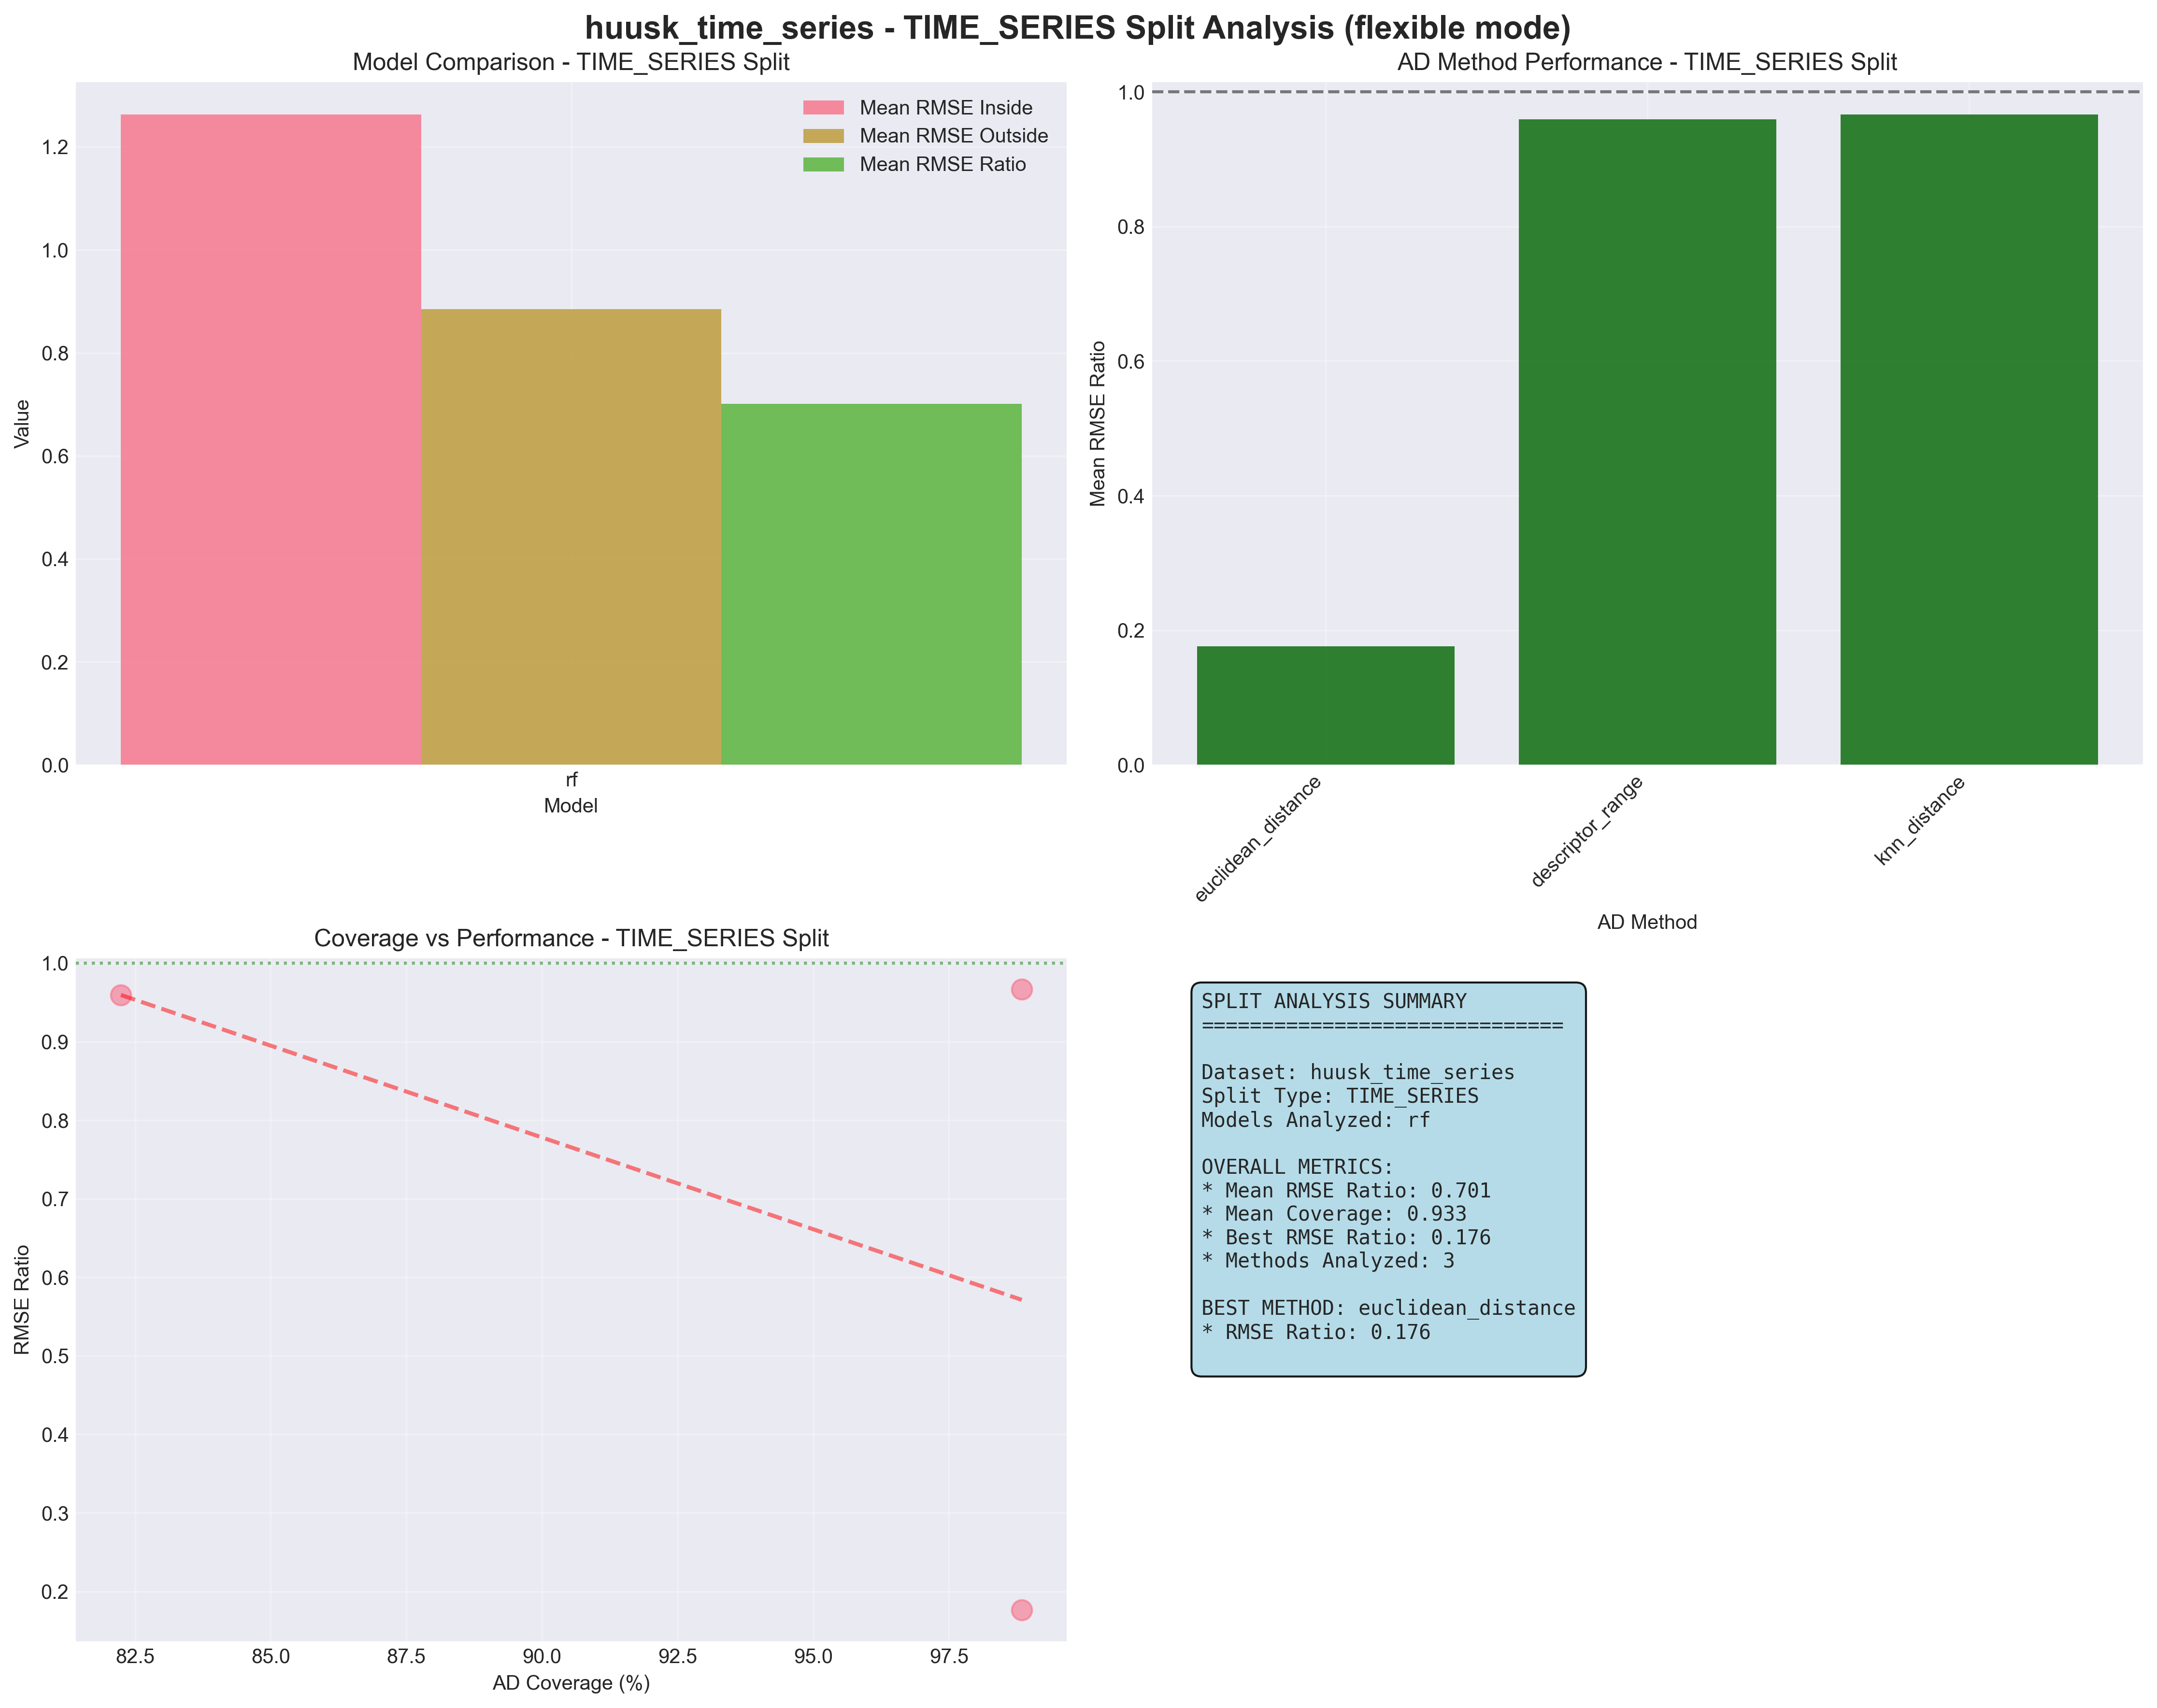 huusk_time_series - TIME_SERIES Split Analysis (flexible mode)
Model Comparison - TIME_SERIES Split
Mean RMSE Inside
Mean RMSE Outside
Mean RMSE Ratio
Value
1.2
1.0
0.8
0.6
0.4
0.2
0.0
rf
Model
AD Method Performance - TIME_SERIES Split
Mean RMSE Ratio
1.0
0.8
0.6
0.4
0.2
0.0
euclidean_distance
descriptor_range
knn_distance
AD Method
Coverage vs Performance - TIME_SERIES Split
RMSE Ratio
1.0
0.9
0.8
0.7
0.6
0.5
0.4
0.3
0.2
82.5
85.0
87.5
90.0
92.5
95.0
97.5
AD Coverage (%)
SPLIT ANALYSIS SUMMARY
==============================
Dataset: huusk_time_series
Split Type: TIME_SERIES
Models Analyzed: rf
OVERALL METRICS:
* Mean RMSE Ratio: 0.701
* Mean Coverage: 0.933
* Best RMSE Ratio: 0.176
* Methods Analyzed: 3
BEST METHOD: euclidean_distance
* RMSE Ratio: 0.176